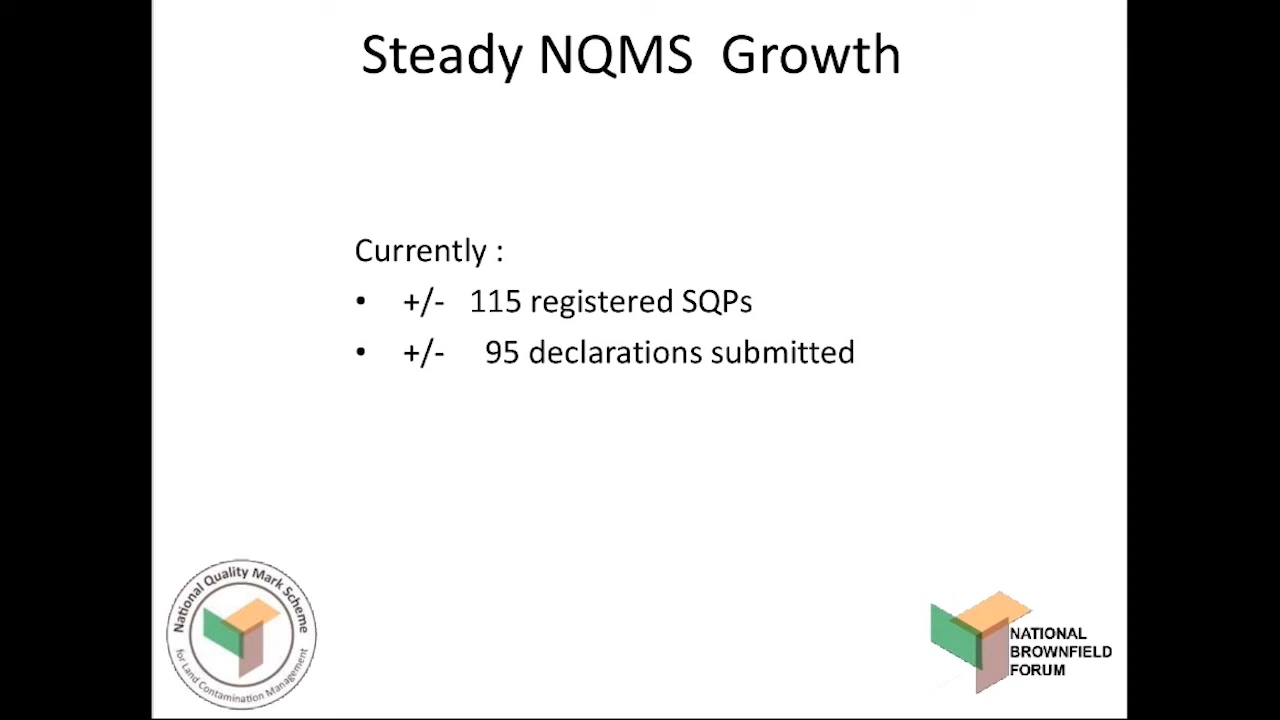 Steady NQMS Growth
Currently :
• +/- 115 registered SQPs
• +/- 95 declarations submitted
National Quality Mark Scheme
for Land Contamination Management
NATIONAL
BROWNFIELD
FORUM